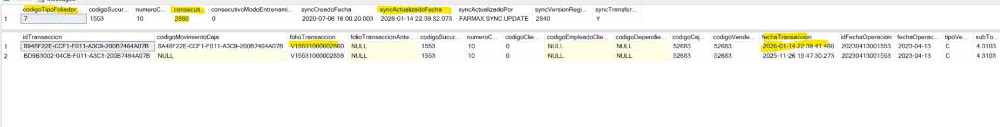 Messages
codigoTipoFoliador... codigoSucur... numeroC... consecuti... consecutivoModoEntrenami... syncCreadoFecha syncActualizadoFecha syncActualizadoPor syncVersionRegi... syncTransfer...
1 7 1553 10 2860 0 2020-07-06 16:00:20.003 2026-01-14 22:39:32.073 FARMAX.SYNC.UPDATE 2840 Y
idTransaccion codigoMovimientoCaja folioTransaccion folioTransaccionAnte... codigoSucur... numeroC... codigoClie... codigoEmpleadoClie... codigoDependie... codigoCaj... codigoVende... fechaTransaccion idFechaOperacion fechaOperac... tipoVe... subTo...
1 8948F22E-CCF1-F011-A3C9-200B7464A07B 8A48F22E-CCF1-F011-A3C9-200B7464A07B V15531000002860 NULL 1553 10 0 NULL NULL 52683 52683 2026-01-14 22:39:41.480 20230413001553 2023-04-13 C 4.3103
2 BD9B3002-04CB-F011-A3C3-200B7464A07B NULL V15531000002859 NULL 1553 10 0 NULL NULL 52683 52683 2025-11-26 15:47:30.273 20230413001553 2023-04-13 C 4.3103